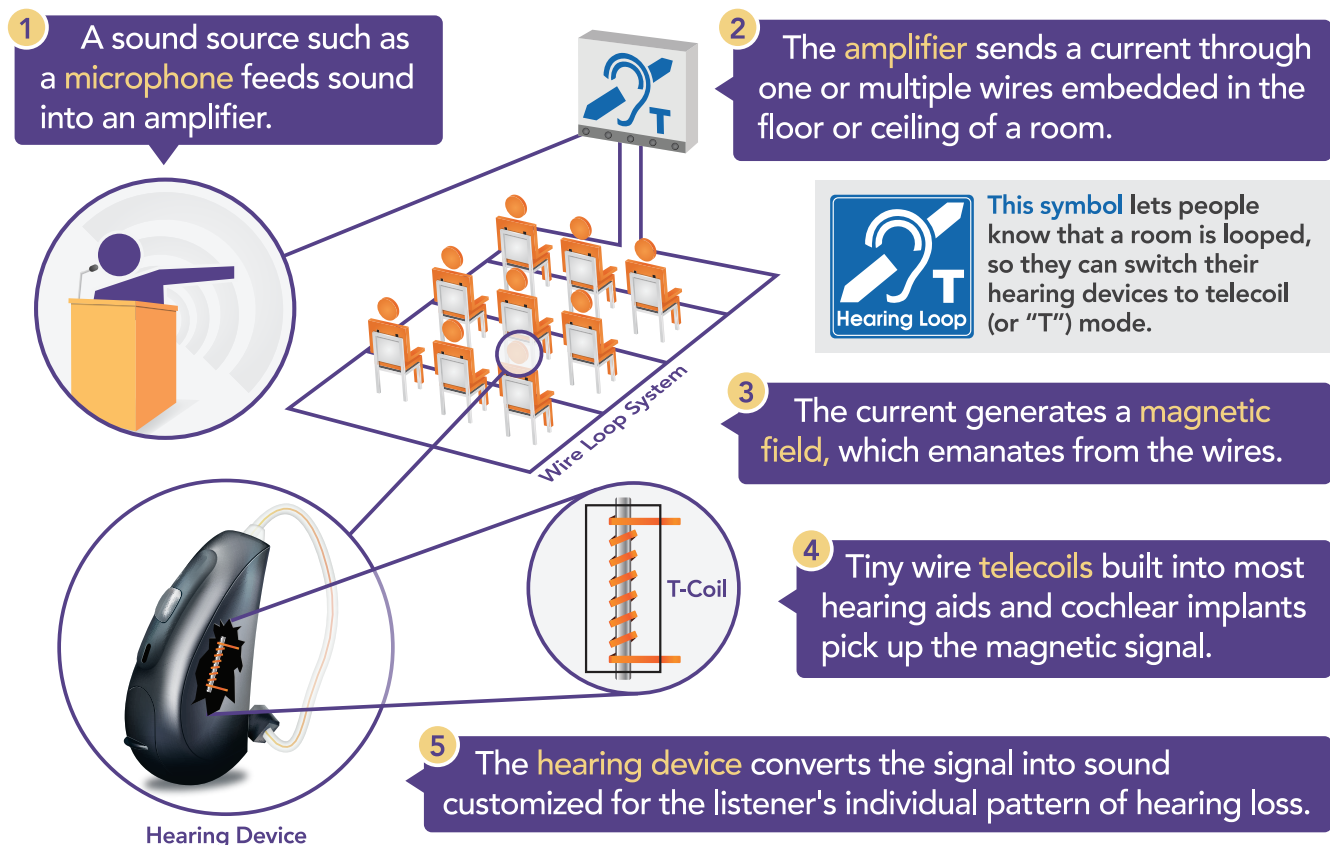 1
A sound source such as
a microphone feeds sound
into an amplifier.
T
2
The amplifier sends a current through
one or multiple wires embedded in the
floor or ceiling of a room.
T
Hearing Loop
This symbol lets people
know that a room is looped,
so they can switch their
hearing devices to telecoil
(or “T”) mode.
Wire Loop System
3
The current generates a magnetic
field, which emanates from the wires.
T-Coil
4
Tiny wire telecoils built into most
hearing aids and cochlear implants
pick up the magnetic signal.
5
The hearing device converts the signal into sound
customized for the listener's individual pattern of hearing loss.
Hearing Device